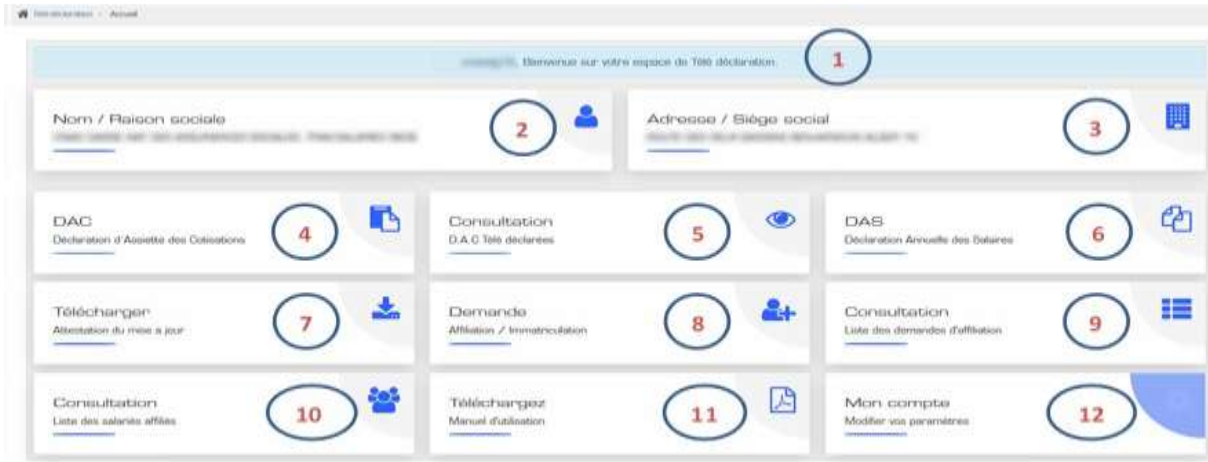 Télédéclaration > Accueil
Bienvenue sur votre espace de Télé déclaration.
1
Nom / Raison sociale
2
Adresse / Siège social
3
DAC
Déclaration d'Assiette des Cotisations
4
Consultation
D.A.C Télé déclarées
5
DAS
Déclaration Annuelle des Salaires
6
Télécharger
Attestation du mise a jour
7
Demande
Affiliation / Immatriculation
8
Consultation
Liste des demandes d'affiliation
9
Consultation
Liste des salariés affiliés
10
Téléchargez
Manuel d'utilisation
11
Mon compte
Modifier vos paramètres
12